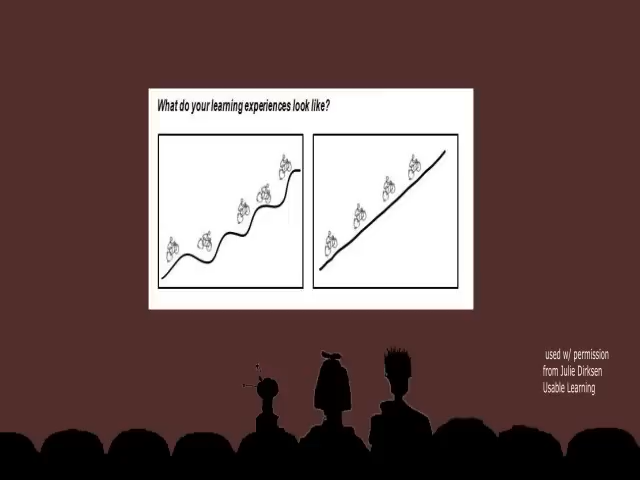 What do your learning experiences look like?
used w/ permission
from Julie Dirksen
Usable Learning